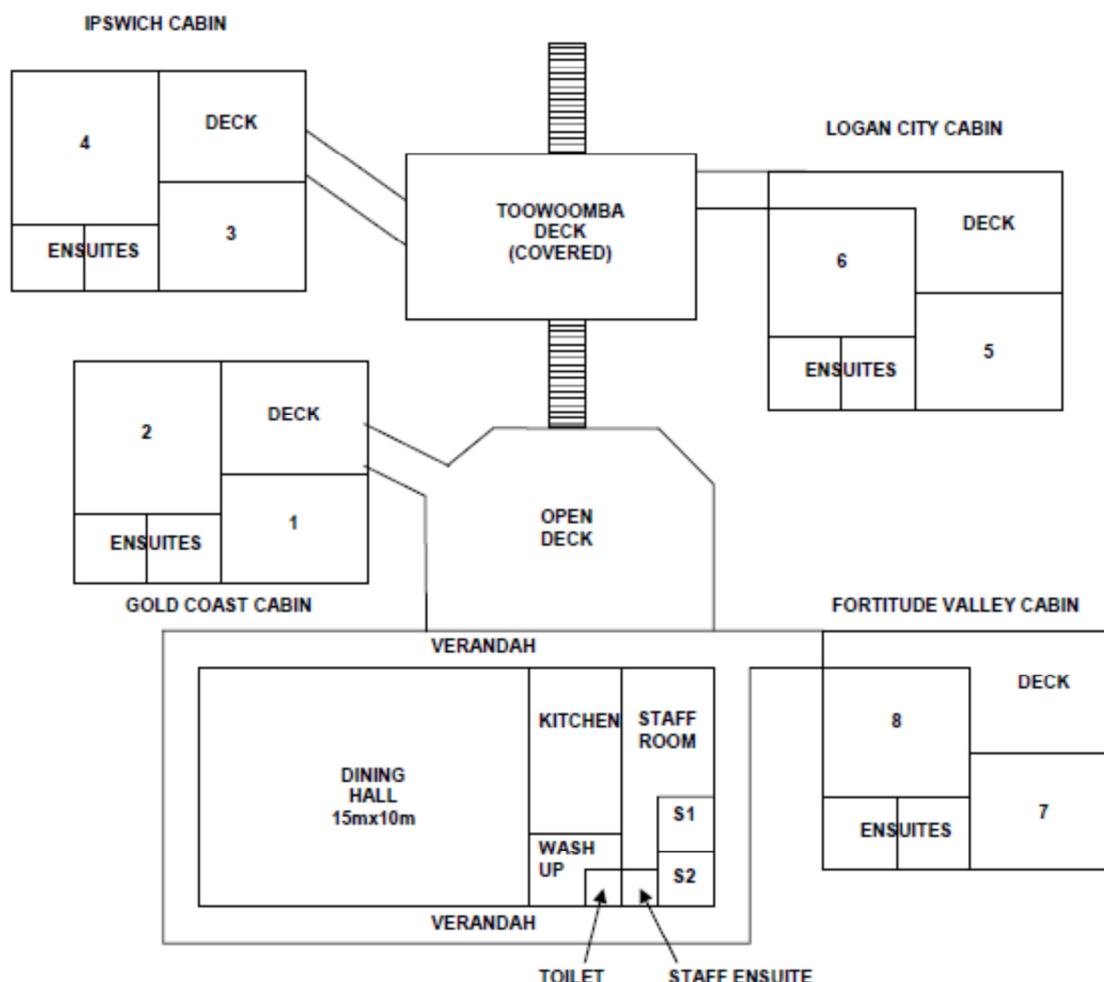 IPSWICH CABIN
4
DECK
3
ENSUITES
TOOWOOMBA
DECK
(COVERED)
LOGAN CITY CABIN
DECK
6
5
ENSUITES
2
DECK
1
ENSUITES
GOLD COAST CABIN
OPEN
DECK
FORTITUDE VALLEY CABIN
DECK
8
7
ENSUITES
VERANDAH
KITCHEN
STAFF
ROOM
DINING
HALL
15mx10m
S1
WASH
UP
S2
VERANDAH
TOILET
STAFF ENSUITE